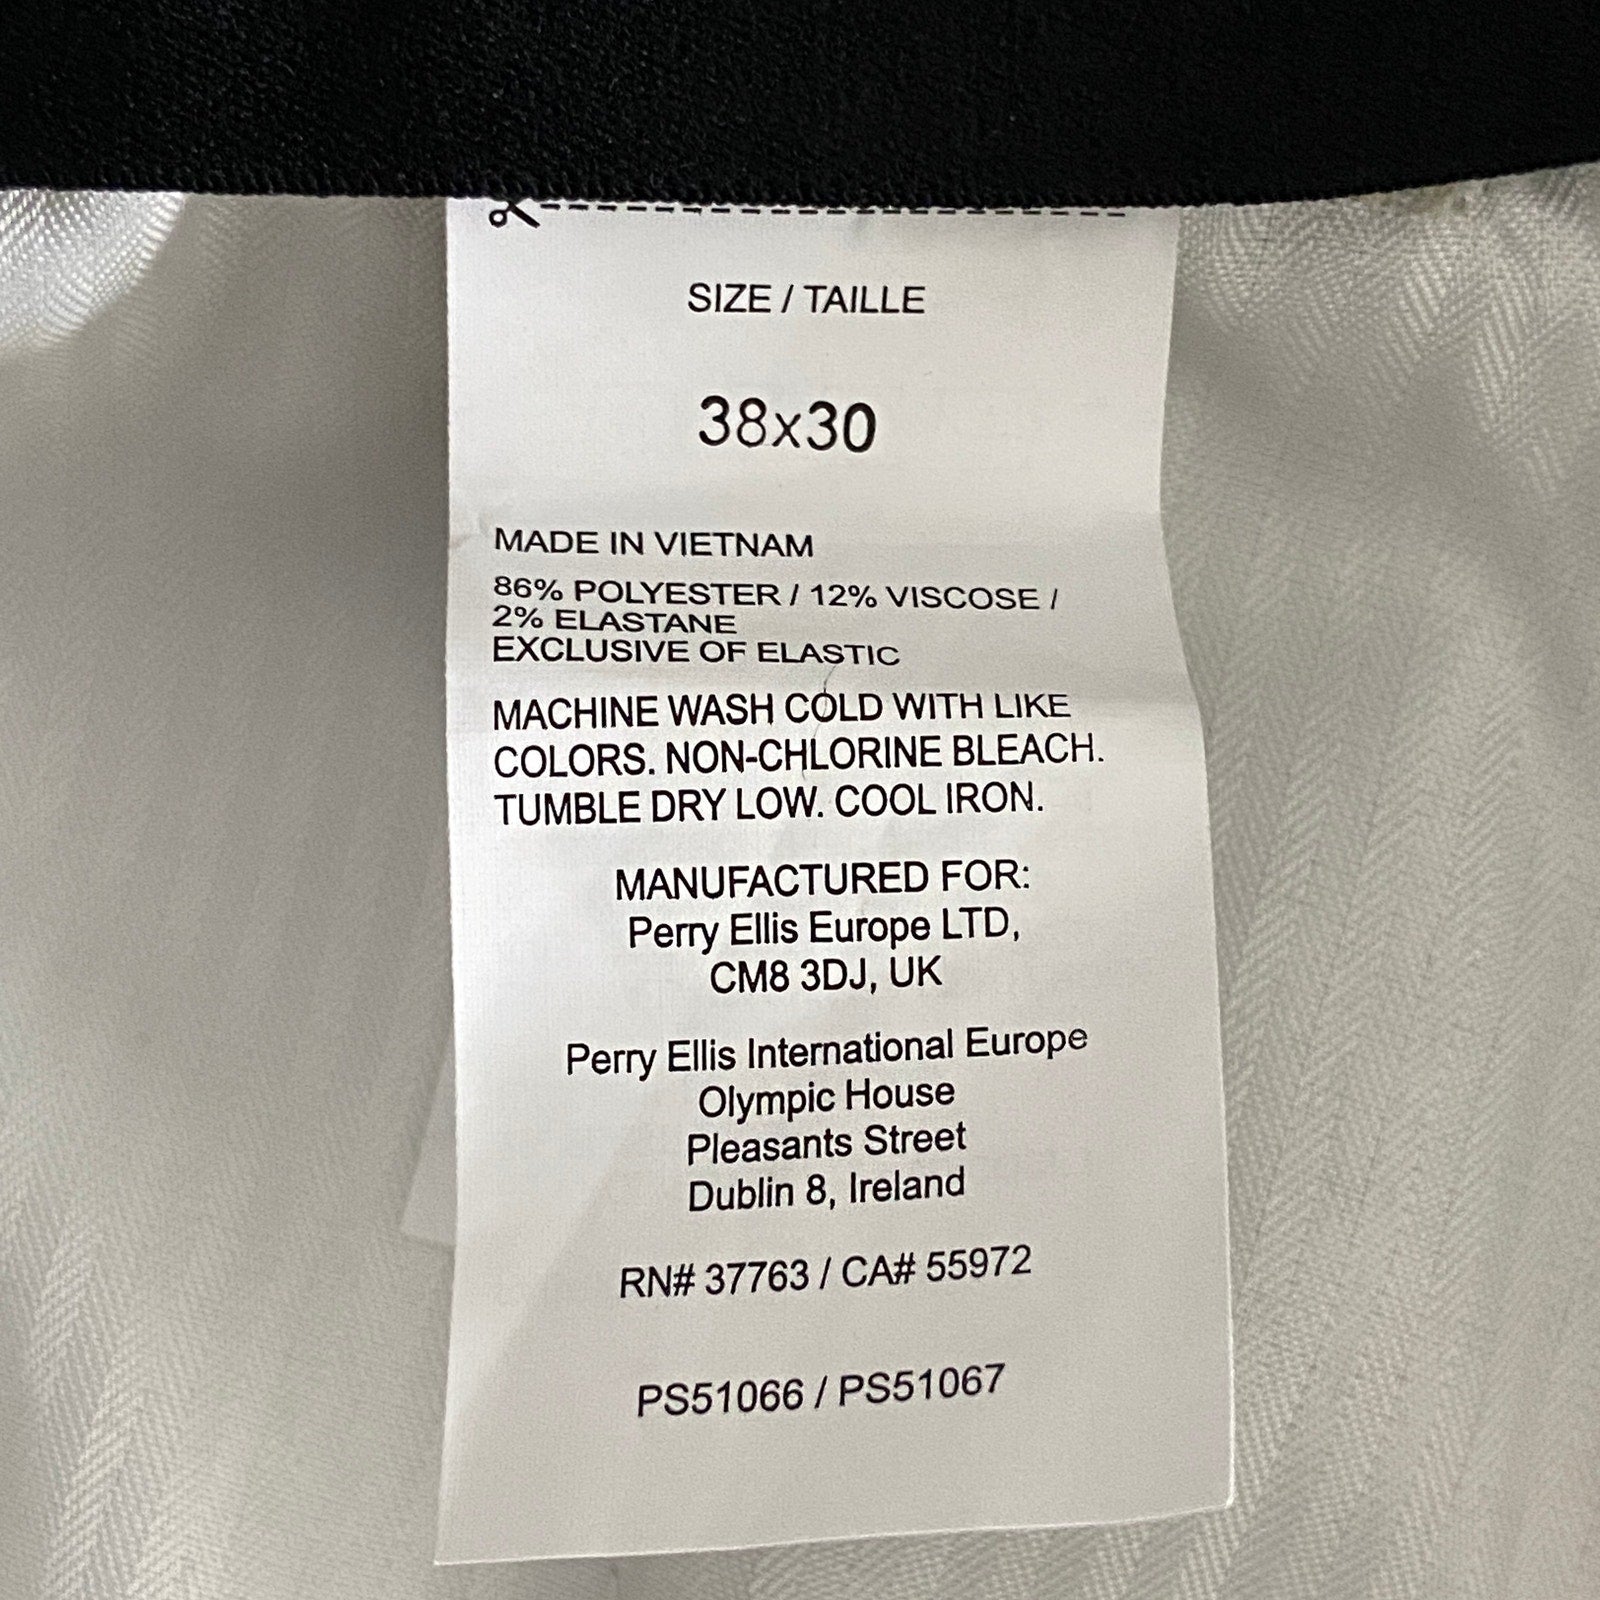 SIZE / TAILLE
38x30
MADE IN VIETNAM
86% POLYESTER / 12% VISCOSE /
2% ELASTANE
EXCLUSIVE OF ELASTIC
MACHINE WASH COLD WITH LIKE
COLORS. NON-CHLORINE BLEACH.
TUMBLE DRY LOW. COOL IRON.
MANUFACTURED FOR:
Perry Ellis Europe LTD,
CM8 3DJ, UK
Perry Ellis International Europe
Olympic House
Pleasants Street
Dublin 8, Ireland
RN# 37763 / CA# 55972
PS51066 / PS51067